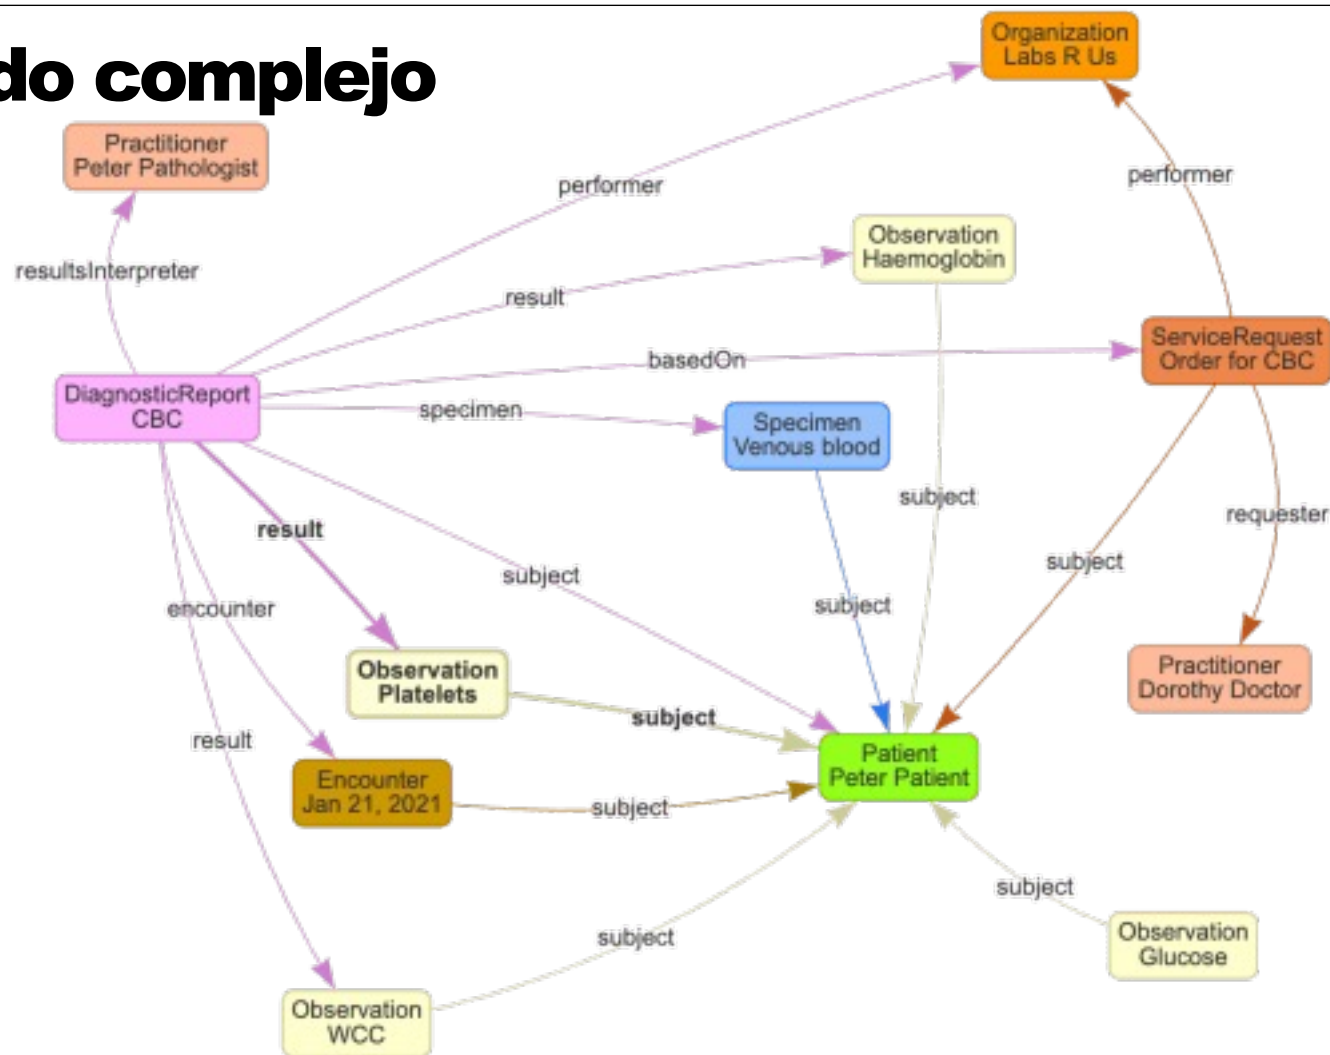 do complejo
Organization
Labs R Us
Practitioner
Peter Pathologist
performer
performer
Observation
Haemoglobin
resultsInterpreter
result
ServiceRequest
Order for CBC
basedOn
DiagnosticReport
CBC
specimen
Specimen
Venous blood
subject
requester
result
subject
subject
encounter
subject
Observation
Platelets
Practitioner
Dorothy Doctor
subject
result
Patient
Peter Patient
Encounter
Jan 21, 2021
subject
subject
subject
Observation
Glucose
Observation
WCC